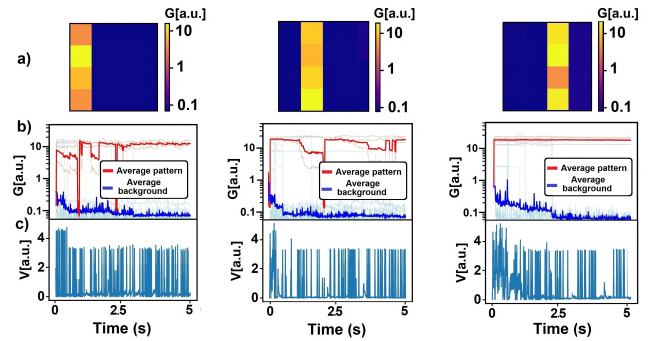 G[a.u.] G[a.u.] G[a.u.]
10 10 10
a) 1 1 1
0.1 0.1 0.1
b)
10 10 10
Average pattern Average pattern Average pattern
G[a.u.] 1 G[a.u.] 1 G[a.u.] 1
Average background Average background Average background
0.1 0.1 0.1
c)
4 4 4
V[a.u.] 2 V[a.u.] 2 V[a.u.] 2
0 0 0
0 2.5 5 0 2.5 5 0 2.5 5
Time (s) Time (s) Time (s)